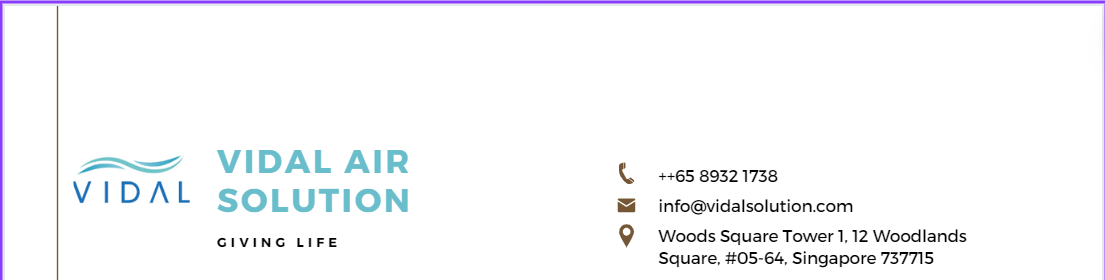 VIDAL
VIDAL AIR
SOLUTION
GIVING LIFE
++65 8932 1738
info@vidalsolution.com
Woods Square Tower 1, 12 Woodlands
Square, #05-64, Singapore 737715